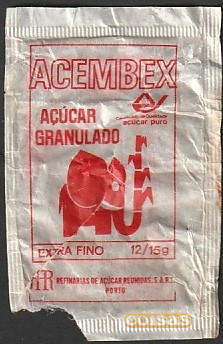 ACEMBEX
AÇÚCAR
GRANULADO
açúcar puro
EXTRA FINO 12/15g
REFINARIAS DE AÇÚCAR REUNIDAS, S.A.R.L.
PORTO